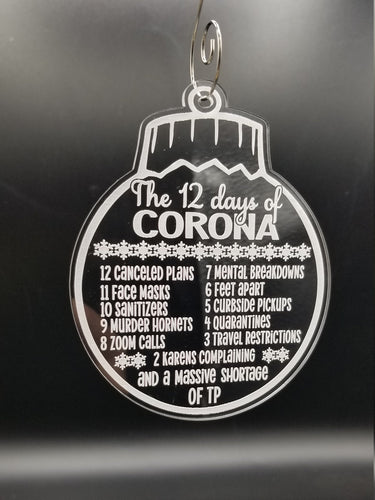 The 12 days of
CORONA
12 CANCELED PLANS
11 FACE MASKS
10 SANITIZERS
9 MURDER HORNETS
8 ZOOM CALLS
7 MENTAL BREAKDOWNS
6 FEET APART
5 CURBSIDE PICKUPS
4 QUARANTINES
3 TRAVEL RESTRICTIONS
2 KARENS COMPLAINING
AND A MASSIVE SHORTAGE
OF TP